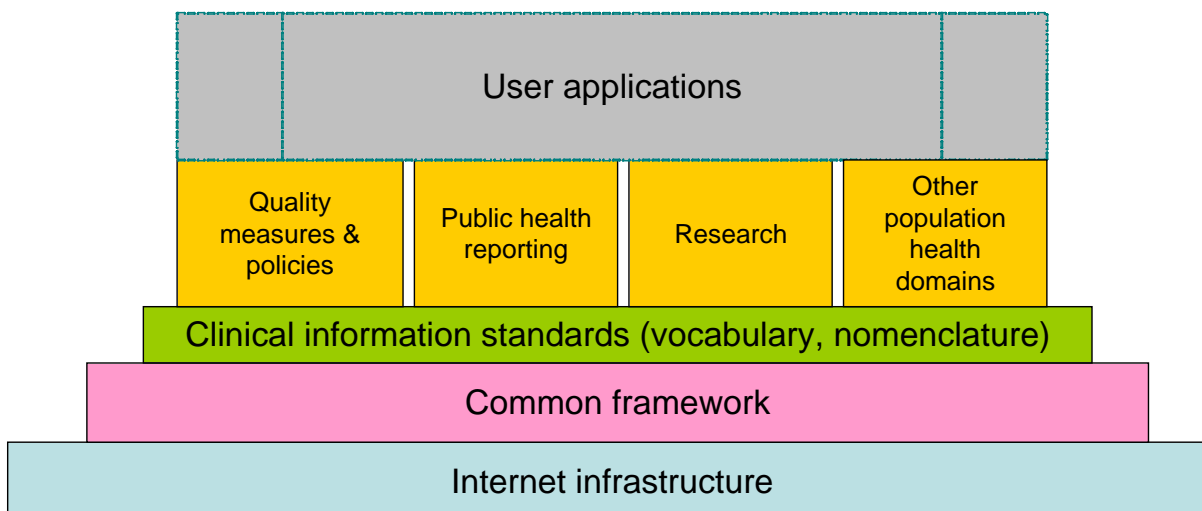 User applications
Quality
measures &
policies
Public health
reporting
Research
Other
population
health
domains
Clinical information standards (vocabulary, nomenclature)
Common framework
Internet infrastructure